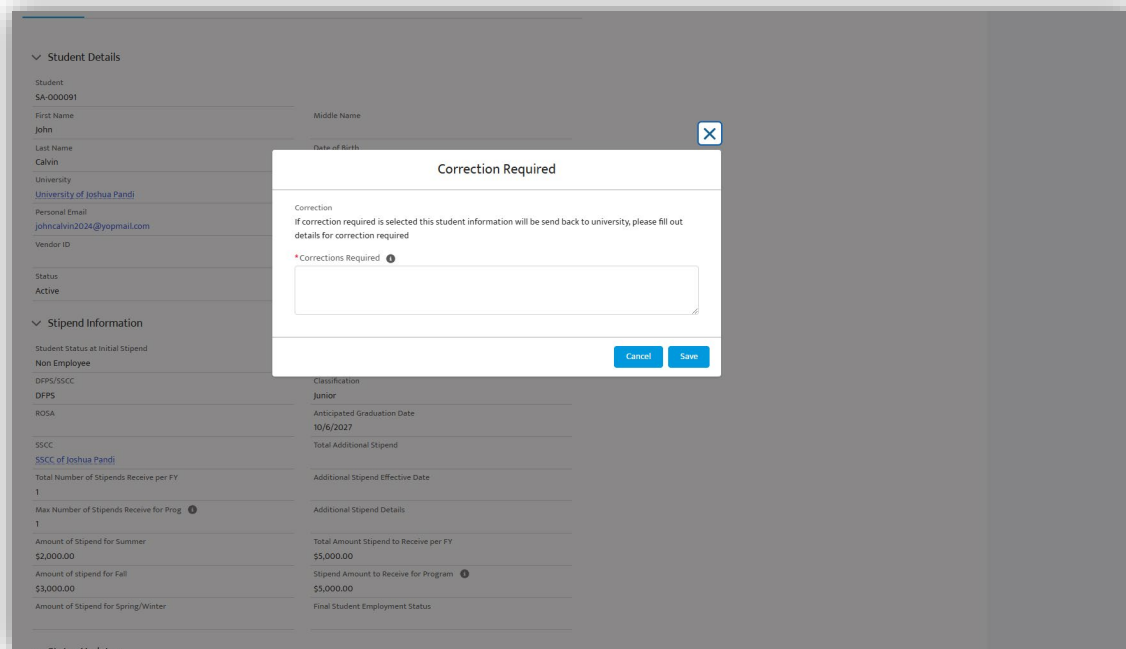 Student Details
Student
SA-000091
First Name
Middle Name
John
Last Name
Date of Birth
Calvin
University
University of Joshua Pandi
Personal Email
johncalvin2024@yopmail.com
Vendor ID
Status
Active
Correction Required
Correction
If correction required is selected this student information will be send back to university, please fill out
details for correction required
*Corrections Required
Cancel
Save
Stipend Information
Student Status at Initial Stipend
Non Employee
DFPS/SSCC
Classification
DFPS
Junior
ROSA
Anticipated Graduation Date
10/6/2027
SSCC
Total Additional Stipend
SSCC of Joshua Pandi
Total Number of Stipends Receive per FY
Additional Stipend Effective Date
1
Max Number of Stipends Receive for Prog
Additional Stipend Details
1
Amount of Stipend for Summer
Total Amount Stipend to Receive per FY
$2,000.00
$5,000.00
Amount of stipend for Fall
Stipend Amount to Receive for Program
$3,000.00
$5,000.00
Amount of Stipend for Spring/Winter
Final Student Employment Status